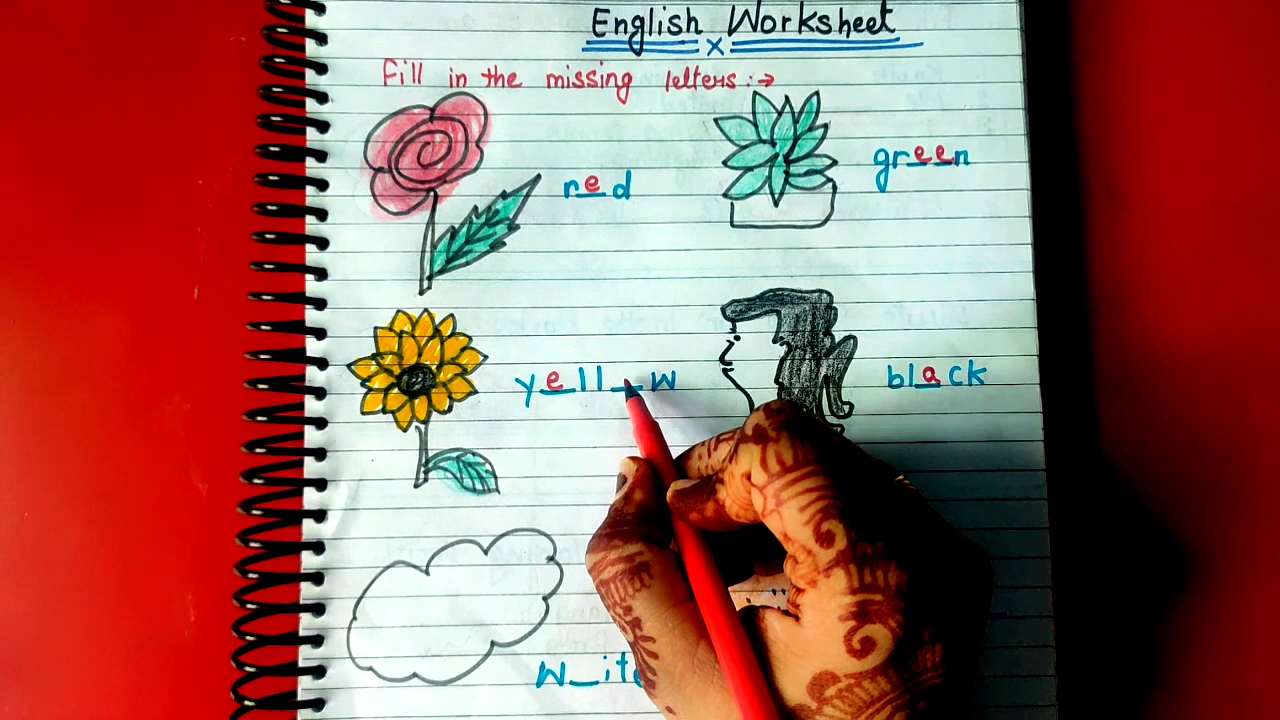 English Worksheet
Fill in the missing letters :→
red
green
yell_w
black
w_ite